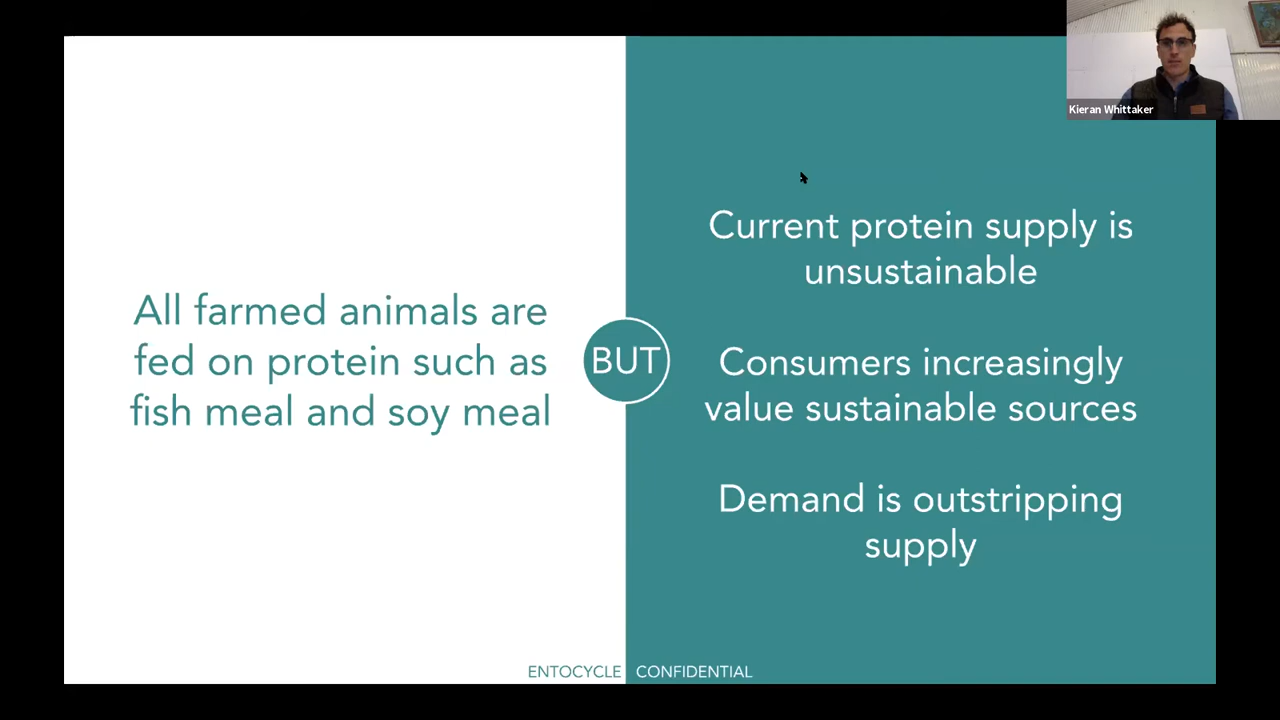 Kieran Whittaker
All farmed animals are
fed on protein such as
fish meal and soy meal
BUT
Current protein supply is
unsustainable
Consumers increasingly
value sustainable sources
Demand is outstripping
supply
ENTOCYCLE CONFIDENTIAL